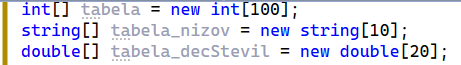 int[] tabela = new int[100];
string[] tabela_nizov = new string[10];
double[] tabela_decStevil = new double[20];